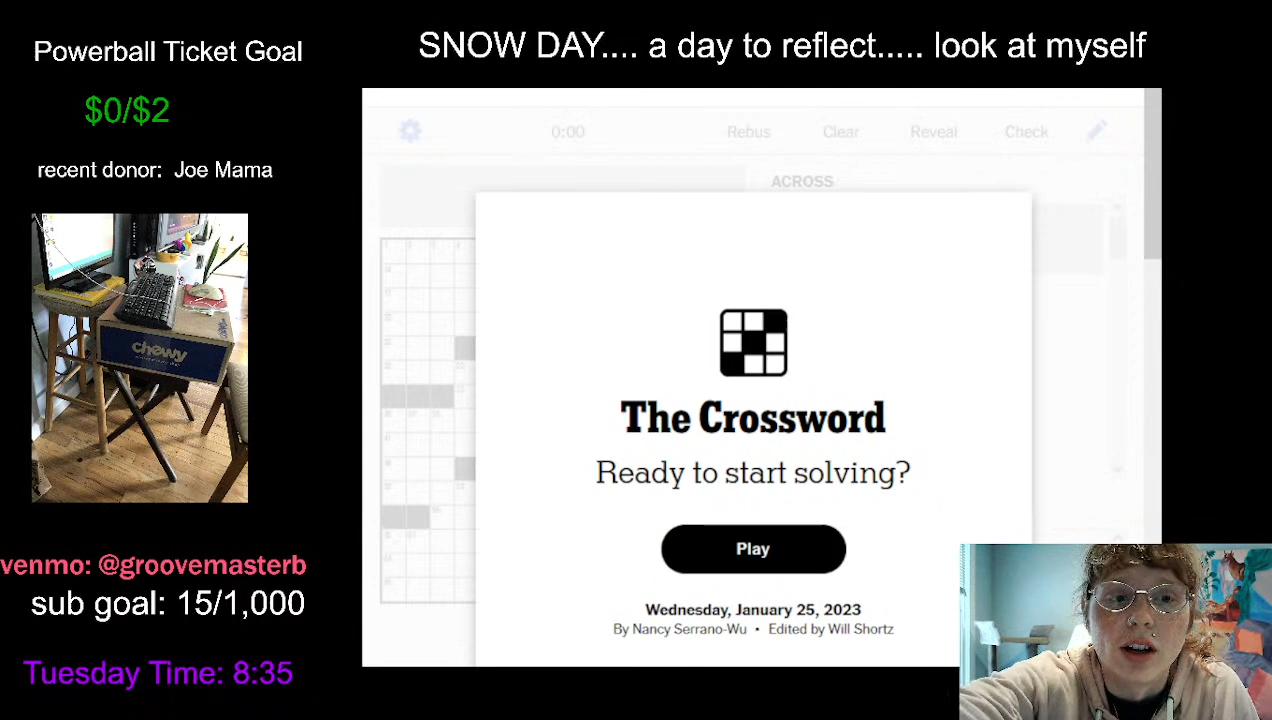 Powerball Ticket Goal
$0/$2
recent donor: Joe Mama
SNOW DAY.... a day to reflect..... look at myself
0:00
Rebus
Clear
Reveal
Check
ACROSS
The Crossword
Ready to start solving?
Play
Wednesday, January 25, 2023
By Nancy Serrano-Wu • Edited by Will Shortz
chewy
venmo: @groovemasterb
sub goal: 15/1,000
Tuesday Time: 8:35